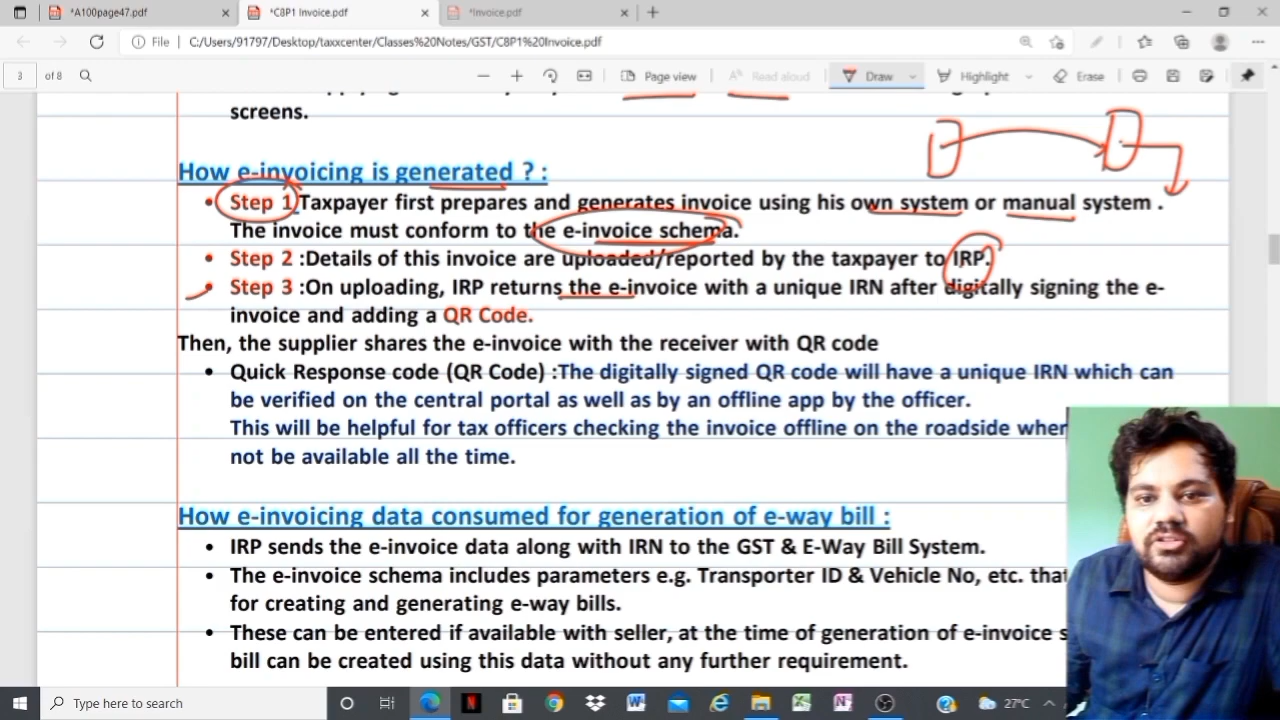 *A100page47.pdf
*C8P1 Invoice.pdf
*Invoice.pdf
File | C:/Users/91797/Desktop/taxxcenter/Classes%20Notes/GST/C8P1%20Invoice.pdf
3 of 8
Page view
Read aloud
Draw
Highlight
Erase
screens.
How e-invoicing is generated ? :
• Step 1 Taxpayer first prepares and generates invoice using his own system or manual system .
The invoice must conform to the e-invoice schema.
• Step 2 :Details of this invoice are uploaded/reported by the taxpayer to IRP.
Step 3 :On uploading, IRP returns the e-invoice with a unique IRN after digitally signing the e-
invoice and adding a QR Code.
Then, the supplier shares the e-invoice with the receiver with QR code
• Quick Response code (QR Code) :The digitally signed QR code will have a unique IRN which can
be verified on the central portal as well as by an offline app by the officer.
This will be helpful for tax officers checking the invoice offline on the roadside wher
not be available all the time.
How e-invoicing data consumed for generation of e-way bill :
• IRP sends the e-invoice data along with IRN to the GST & E-Way Bill System.
• The e-invoice schema includes parameters e.g. Transporter ID & Vehicle No, etc. that
for creating and generating e-way bills.
• These can be entered if available with seller, at the time of generation of e-invoice s
bill can be created using this data without any further requirement.
Type here to search
27°C